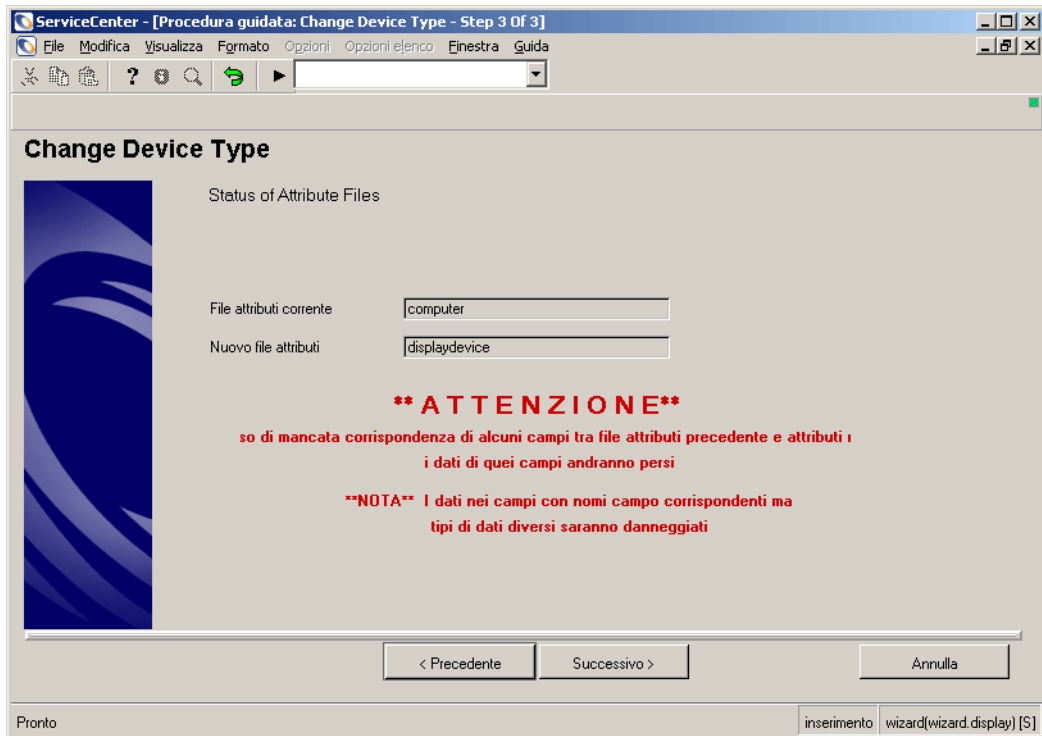 ServiceCenter - [Procedura guidata: Change Device Type - Step 3 Of 3]
File Modifica Visualizza Formato Opzioni Opzioni elenco Finestra Guida
Change Device Type
Status of Attribute Files
File attributi corrente computer
Nuovo file attributi displaydevice
** A T T E N Z I O N E**
so di mancata corrispondenza di alcuni campi tra file attributi precedente e attributi
i dati di quei campi andranno persi
**NOTA** I dati nei campi con nomi campo corrispondenti ma
tipi di dati diversi saranno danneggiati
< Precedente Successivo > Annulla
Pronto inserimento wizard(wizard.display) [S]